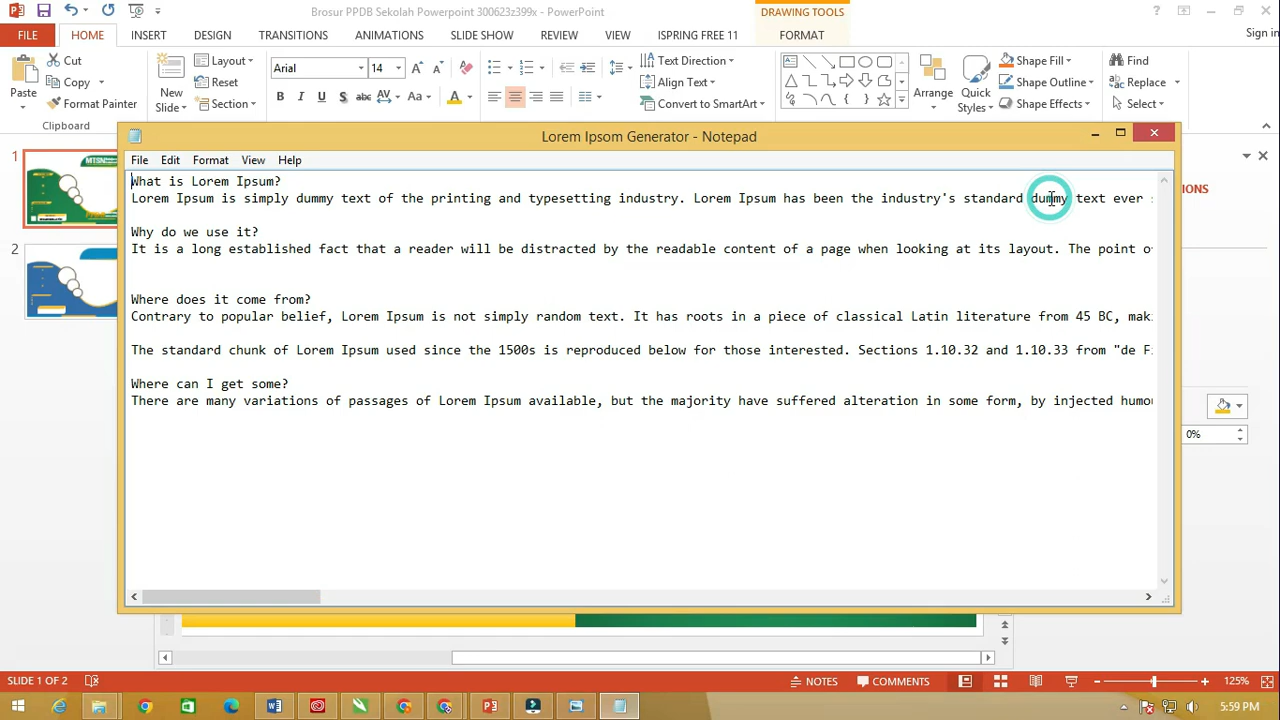 Brosur PPDB Sekolah Powerpoint 300623z399x - PowerPoint
DRAWING TOOLS
FILE HOME INSERT DESIGN TRANSITIONS ANIMATIONS SLIDE SHOW REVIEW VIEW ISPRING FREE 11 FORMAT
Sign in
Paste
Cut
Copy
Format Painter
Clipboard
New Slide
Layout
Reset
Section
Arial 14
B I U S abc AV Aa A
Text Direction
Align Text
Convert to SmartArt
Arrange
Quick Styles
Shape Fill
Shape Outline
Shape Effects
Find
Replace
Select
Lorem Ipsom Generator - Notepad
File Edit Format View Help
What is Lorem Ipsum?
Lorem Ipsum is simply dummy text of the printing and typesetting industry. Lorem Ipsum has been the industry's standard dummy text ever
Why do we use it?
It is a long established fact that a reader will be distracted by the readable content of a page when looking at its layout. The point o
Where does it come from?
Contrary to popular belief, Lorem Ipsum is not simply random text. It has roots in a piece of classical Latin literature from 45 BC, mak
The standard chunk of Lorem Ipsum used since the 1500s is reproduced below for those interested. Sections 1.10.32 and 1.10.33 from "de F
Where can I get some?
There are many variations of passages of Lorem Ipsum available, but the majority have suffered alteration in some form, by injected humo
1
MTSN
2
IONS
0%
SLIDE 1 OF 2
NOTES
COMMENTS
125%
5:59 PM